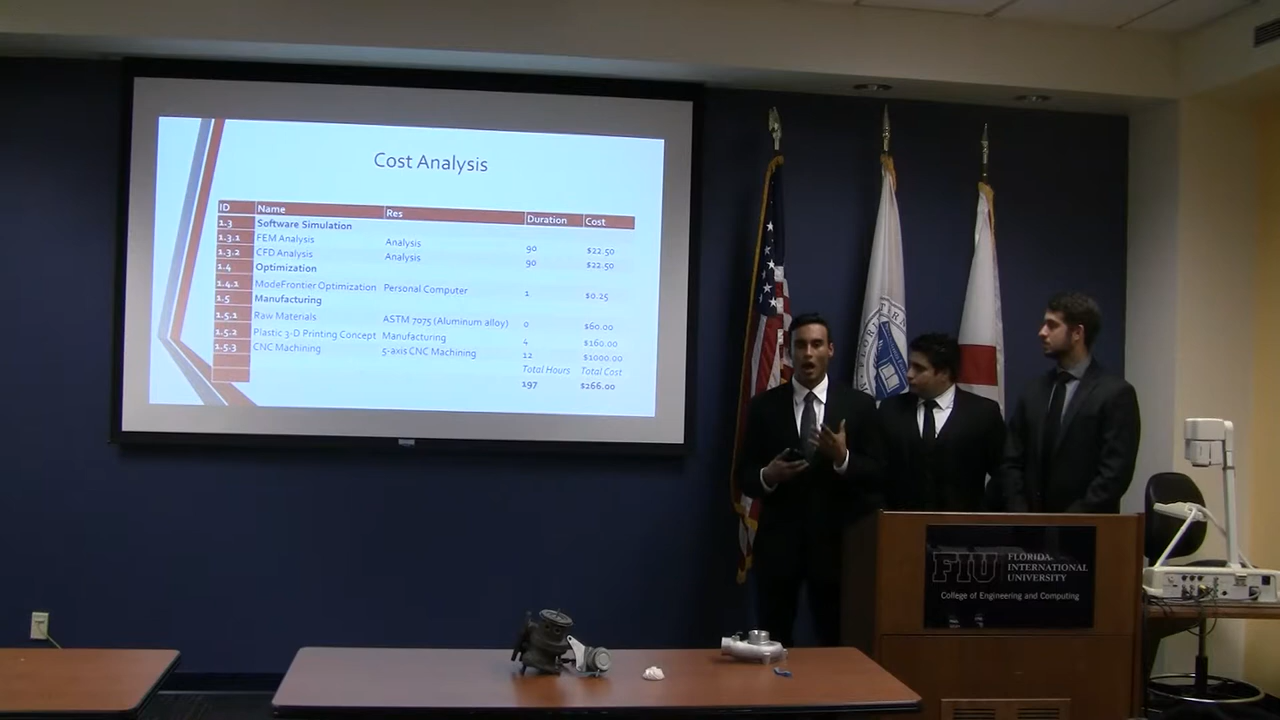 Cost Analysis
ID Name Res Duration Cost
1.3 Software Simulation
1.3.1 FEM Analysis Analysis 90 $22.50
1.3.2 CFD Analysis Analysis 90 $22.50
1.4 Optimization
1.4.1 ModeFrontier Optimization Personal Computer 1 $0.25
1.5 Manufacturing
1.5.1 Raw Materials ASTM 7075 (Aluminum alloy) 0 $60.00
1.5.2 Plastic 3-D Printing Concept Manufacturing 4 $160.00
1.5.3 CNC Machining 5-axis CNC Machining 12 $1000.00
Total Hours Total Cost
197 $266.00
FIU FLORIDA
INTERNATIONAL
UNIVERSITY
College of Engineering and Computing